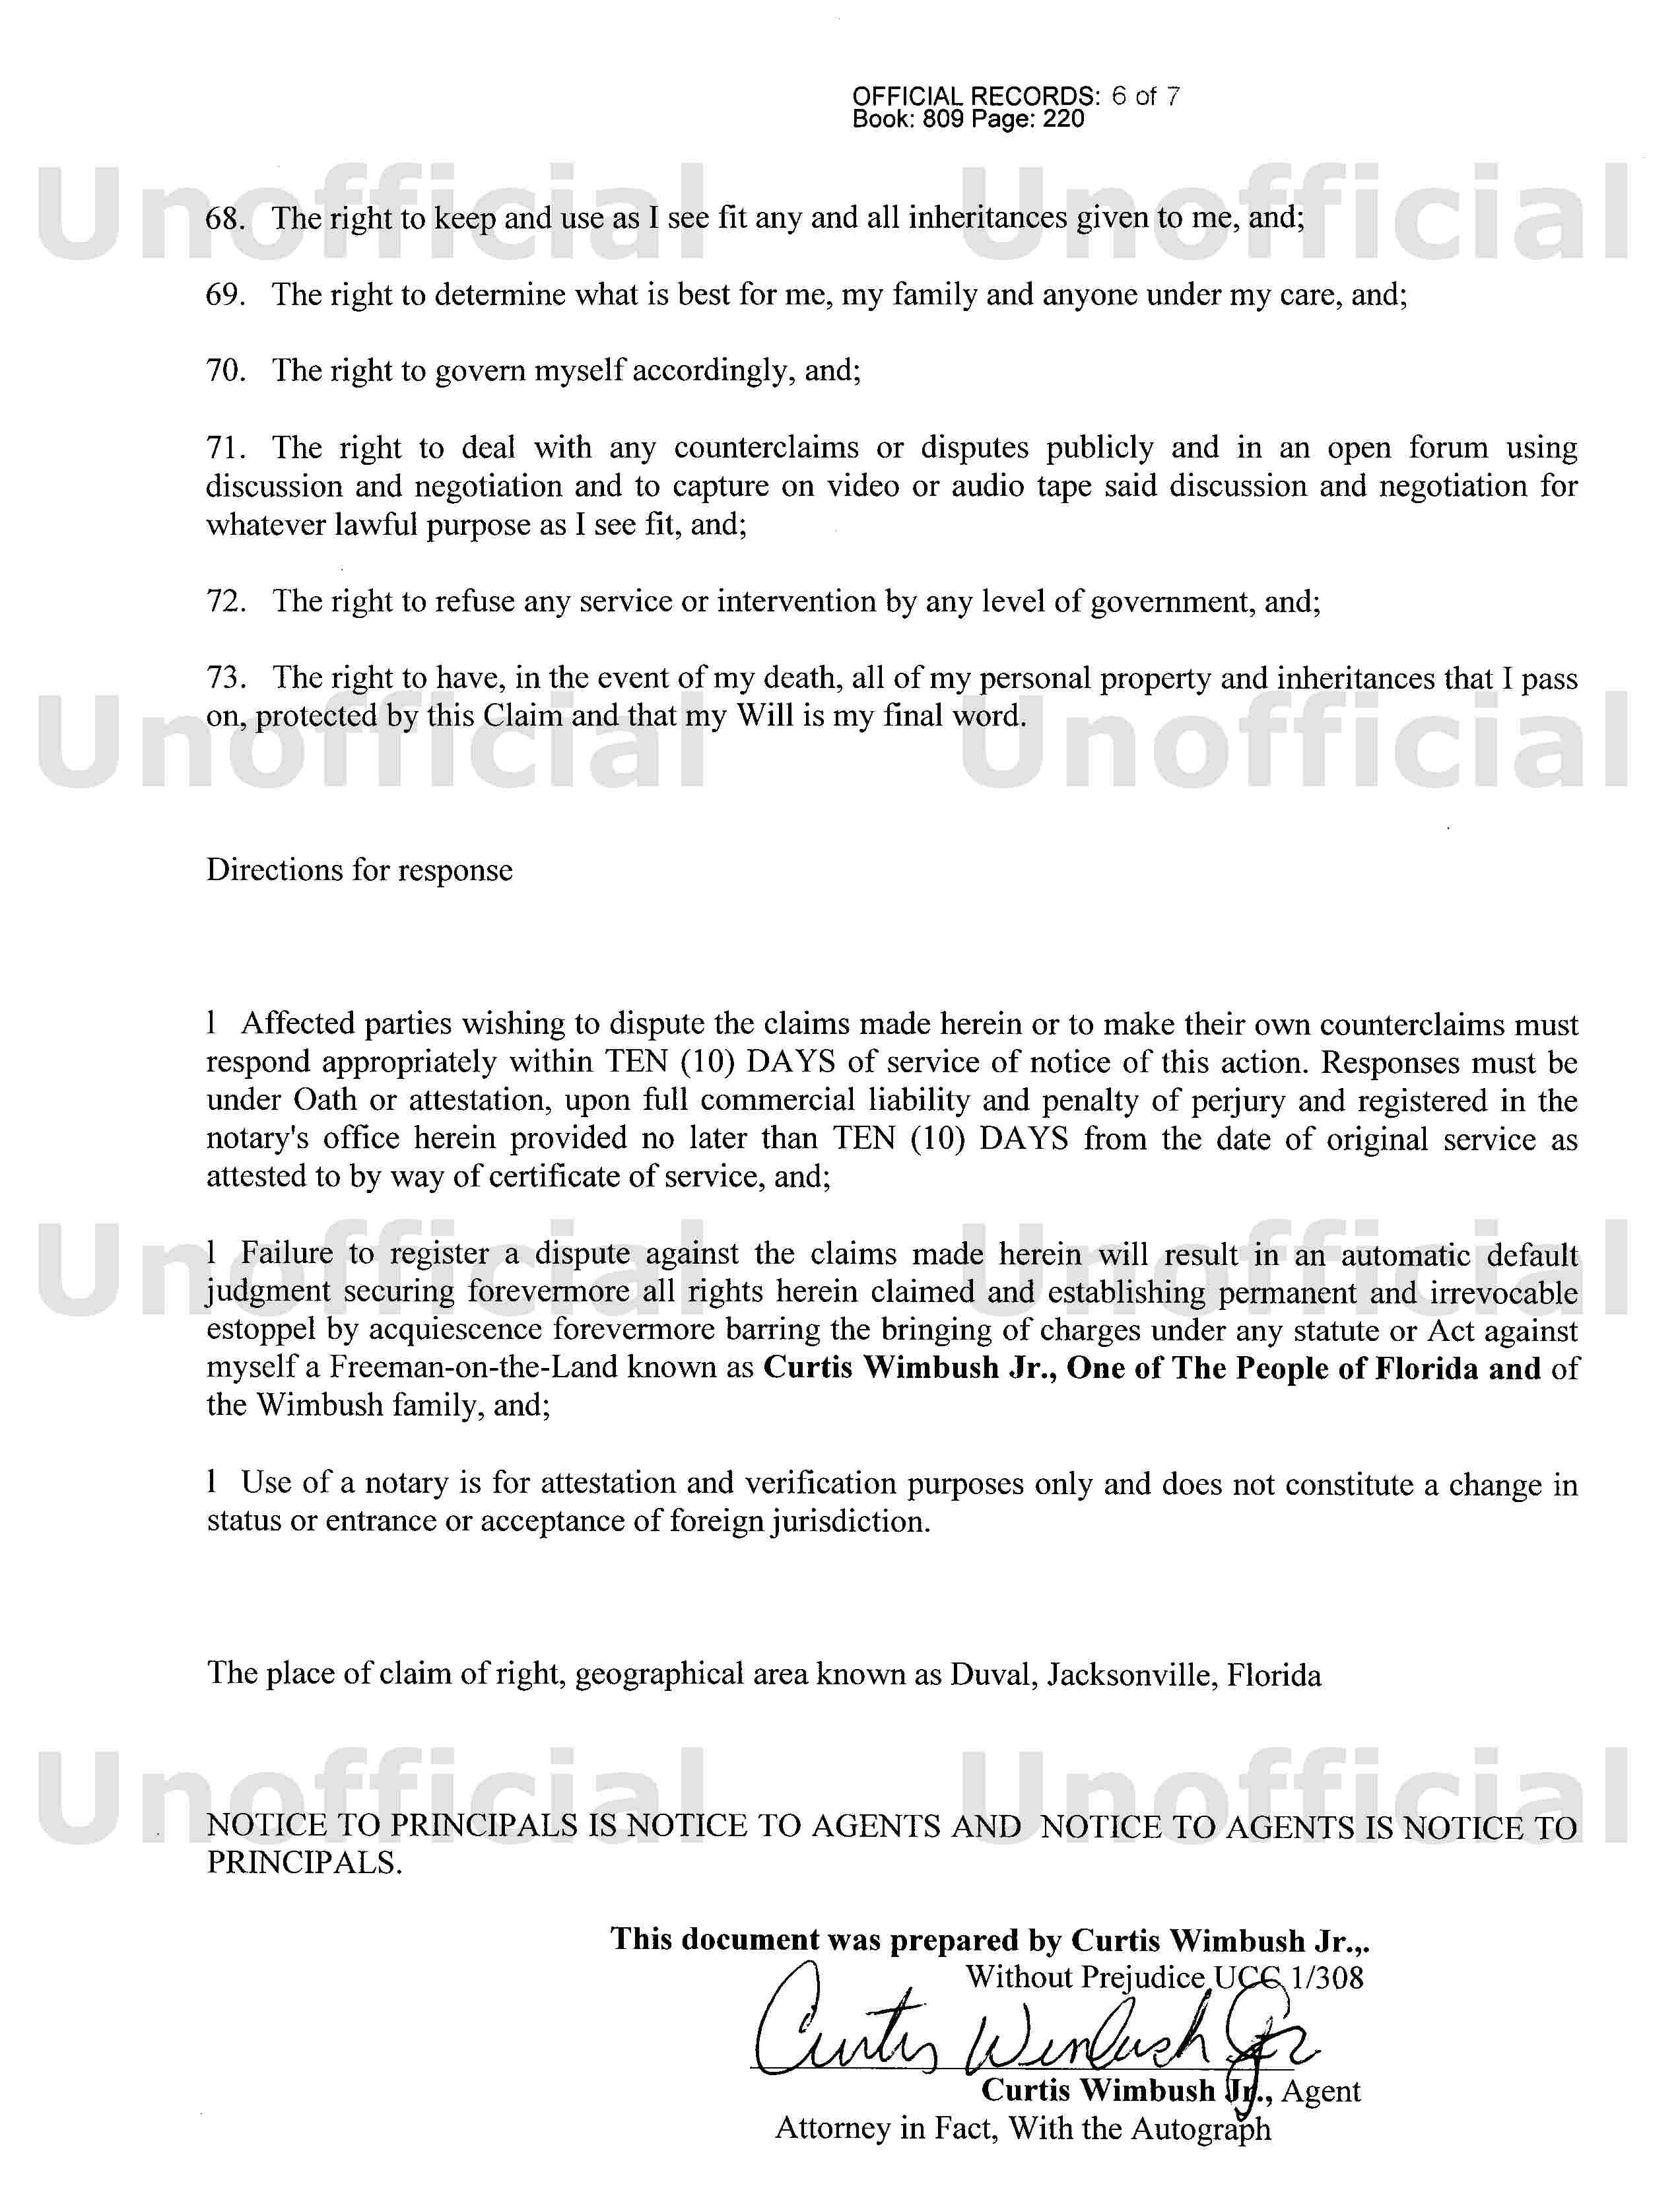 OFFICIAL RECORDS: 6 of 7
Book: 809 Page: 220
Unofficial Unofficial
68. The right to keep and use as I see fit any and all inheritances given to me, and;
69. The right to determine what is best for me, my family and anyone under my care, and;
70. The right to govern myself accordingly, and;
71. The right to deal with any counterclaims or disputes publicly and in an open forum using
discussion and negotiation and to capture on video or audio tape said discussion and negotiation for
whatever lawful purpose as I see fit, and;
72. The right to refuse any service or intervention by any level of government, and;
73. The right to have, in the event of my death, all of my personal property and inheritances that I pass
on, protected by this Claim and that my Will is my final word.
Unofficial Unofficial
Directions for response
l Affected parties wishing to dispute the claims made herein or to make their own counterclaims must
respond appropriately within TEN (10) DAYS of service of notice of this action. Responses must be
under Oath or attestation, upon full commercial liability and penalty of perjury and registered in the
notary's office herein provided no later than TEN (10) DAYS from the date of original service as
attested to by way of certificate of service, and;
Unofficial Unofficial
l Failure to register a dispute against the claims made herein will result in an automatic default
judgment securing forevermore all rights herein claimed and establishing permanent and irrevocable
estoppel by acquiescence forevermore barring the bringing of charges under any statute or Act against
myself a Freeman-on-the-Land known as Curtis Wimbush Jr., One of The People of Florida and of
the Wimbush family, and;
l Use of a notary is for attestation and verification purposes only and does not constitute a change in
status or entrance or acceptance of foreign jurisdiction.
The place of claim of right, geographical area known as Duval, Jacksonville, Florida
Unofficial Unofficial
NOTICE TO PRINCIPALS IS NOTICE TO AGENTS AND NOTICE TO AGENTS IS NOTICE TO
PRINCIPALS.
This document was prepared by Curtis Wimbush Jr.,.
Without Prejudice UCC 1/308
Curtis Wimbush Jr
Curtis Wimbush Jr., Agent
Attorney in Fact, With the Autograph